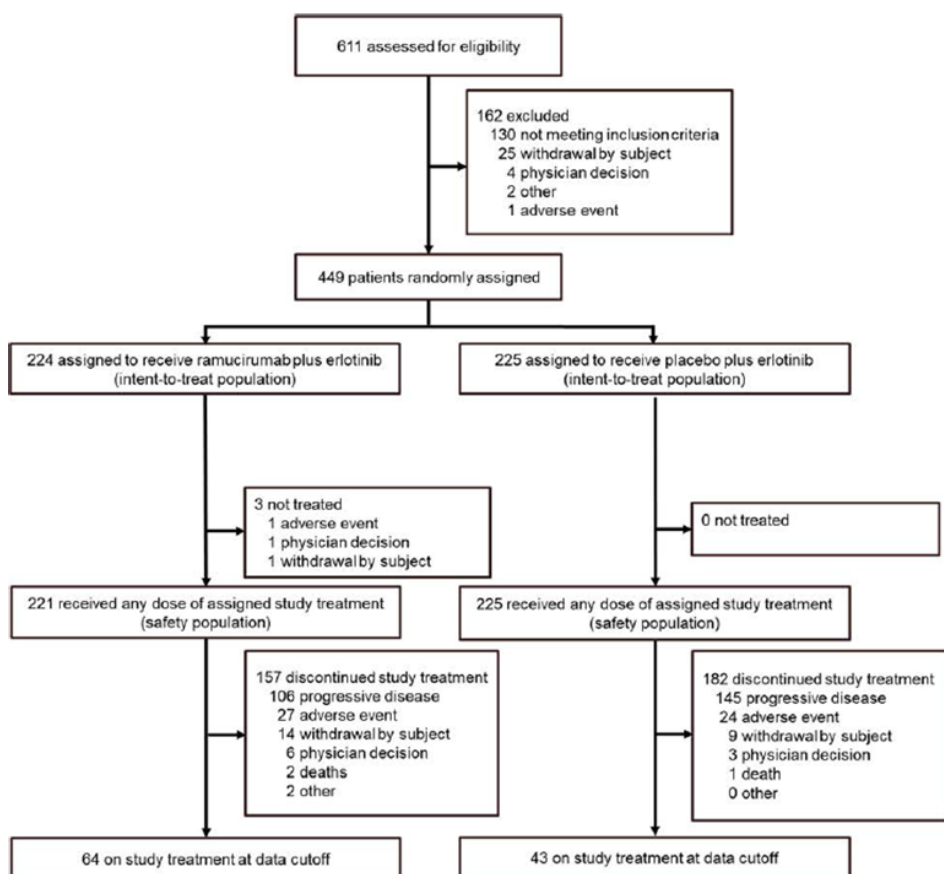 611 assessed for eligibility
162 excluded
130 not meeting inclusion criteria
25 withdrawal by subject
4 physician decision
2 other
1 adverse event
449 patients randomly assigned
224 assigned to receive ramucirumab plus erlotinib
(intent-to-treat population)
225 assigned to receive placebo plus erlotinib
(intent-to-treat population)
3 not treated
1 adverse event
1 physician decision
1 withdrawal by subject
0 not treated
221 received any dose of assigned study treatment
(safety population)
225 received any dose of assigned study treatment
(safety population)
157 discontinued study treatment
106 progressive disease
27 adverse event
14 withdrawal by subject
6 physician decision
2 deaths
2 other
182 discontinued study treatment
145 progressive disease
24 adverse event
9 withdrawal by subject
3 physician decision
1 death
0 other
64 on study treatment at data cutoff
43 on study treatment at data cutoff